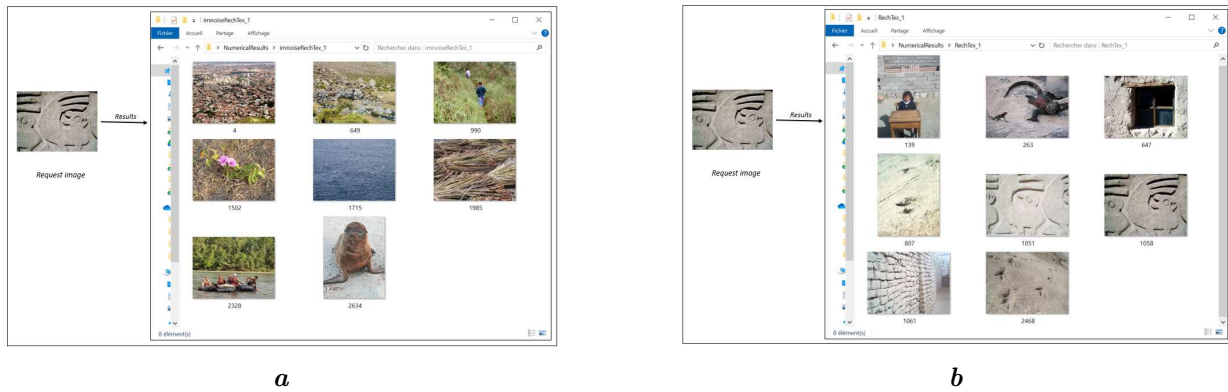 imnoiseRechTex_1
Fichier Accueil Partage Affichage
NumericalResults > imnoiseRechTex_1
Rechercher dans : imnoiseRechTex_1
4 649 990
Results
Request image
1502 1715 1985
2328 2634
8 élément(s)
a
RechTex_1
Fichier Accueil Partage Affichage
NumericalResults > RechTex_1
Rechercher dans : RechTex_1
139 263 647
Results
Request image
807 1051 1058
1061 2468
8 élément(s)
b